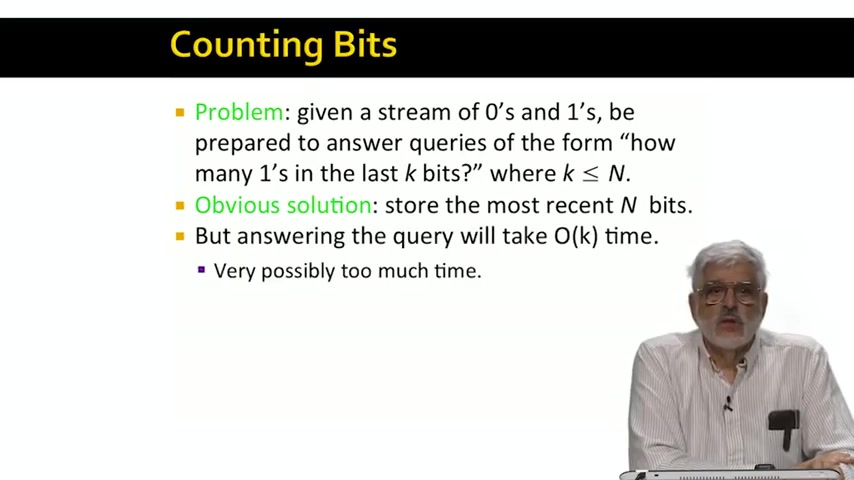 Counting Bits
Problem: given a stream of 0's and 1's, be
prepared to answer queries of the form “how
many 1's in the last k bits?” where k ≤ N.
Obvious solution: store the most recent N bits.
But answering the query will take O(k) time.
Very possibly too much time.